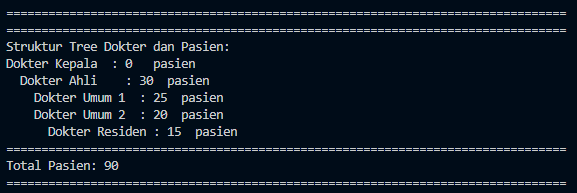 ================================================================================
================================================================================
Struktur Tree Dokter dan Pasien:
Dokter Kepala  : 0   pasien
  Dokter Ahli    : 30  pasien
    Dokter Umum 1  : 25  pasien
    Dokter Umum 2  : 20  pasien
      Dokter Residen : 15  pasien
================================================================================
Total Pasien: 90
================================================================================